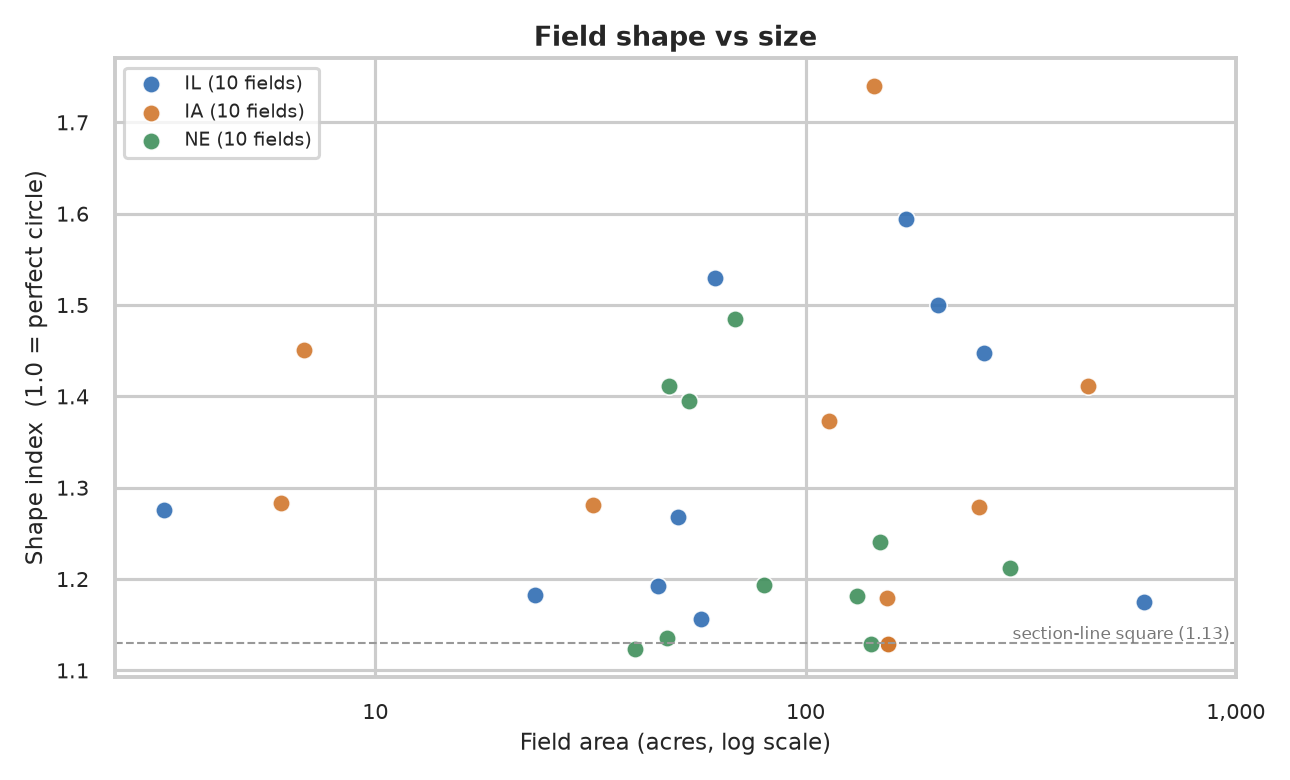 Field shape vs size
IL (10 fields)
IA (10 fields)
NE (10 fields)
Shape index  (1.0 = perfect circle)
1.7
1.6
1.5
1.4
1.3
1.2
1.1
section-line square (1.13)
10
100
1,000
Field area (acres, log scale)